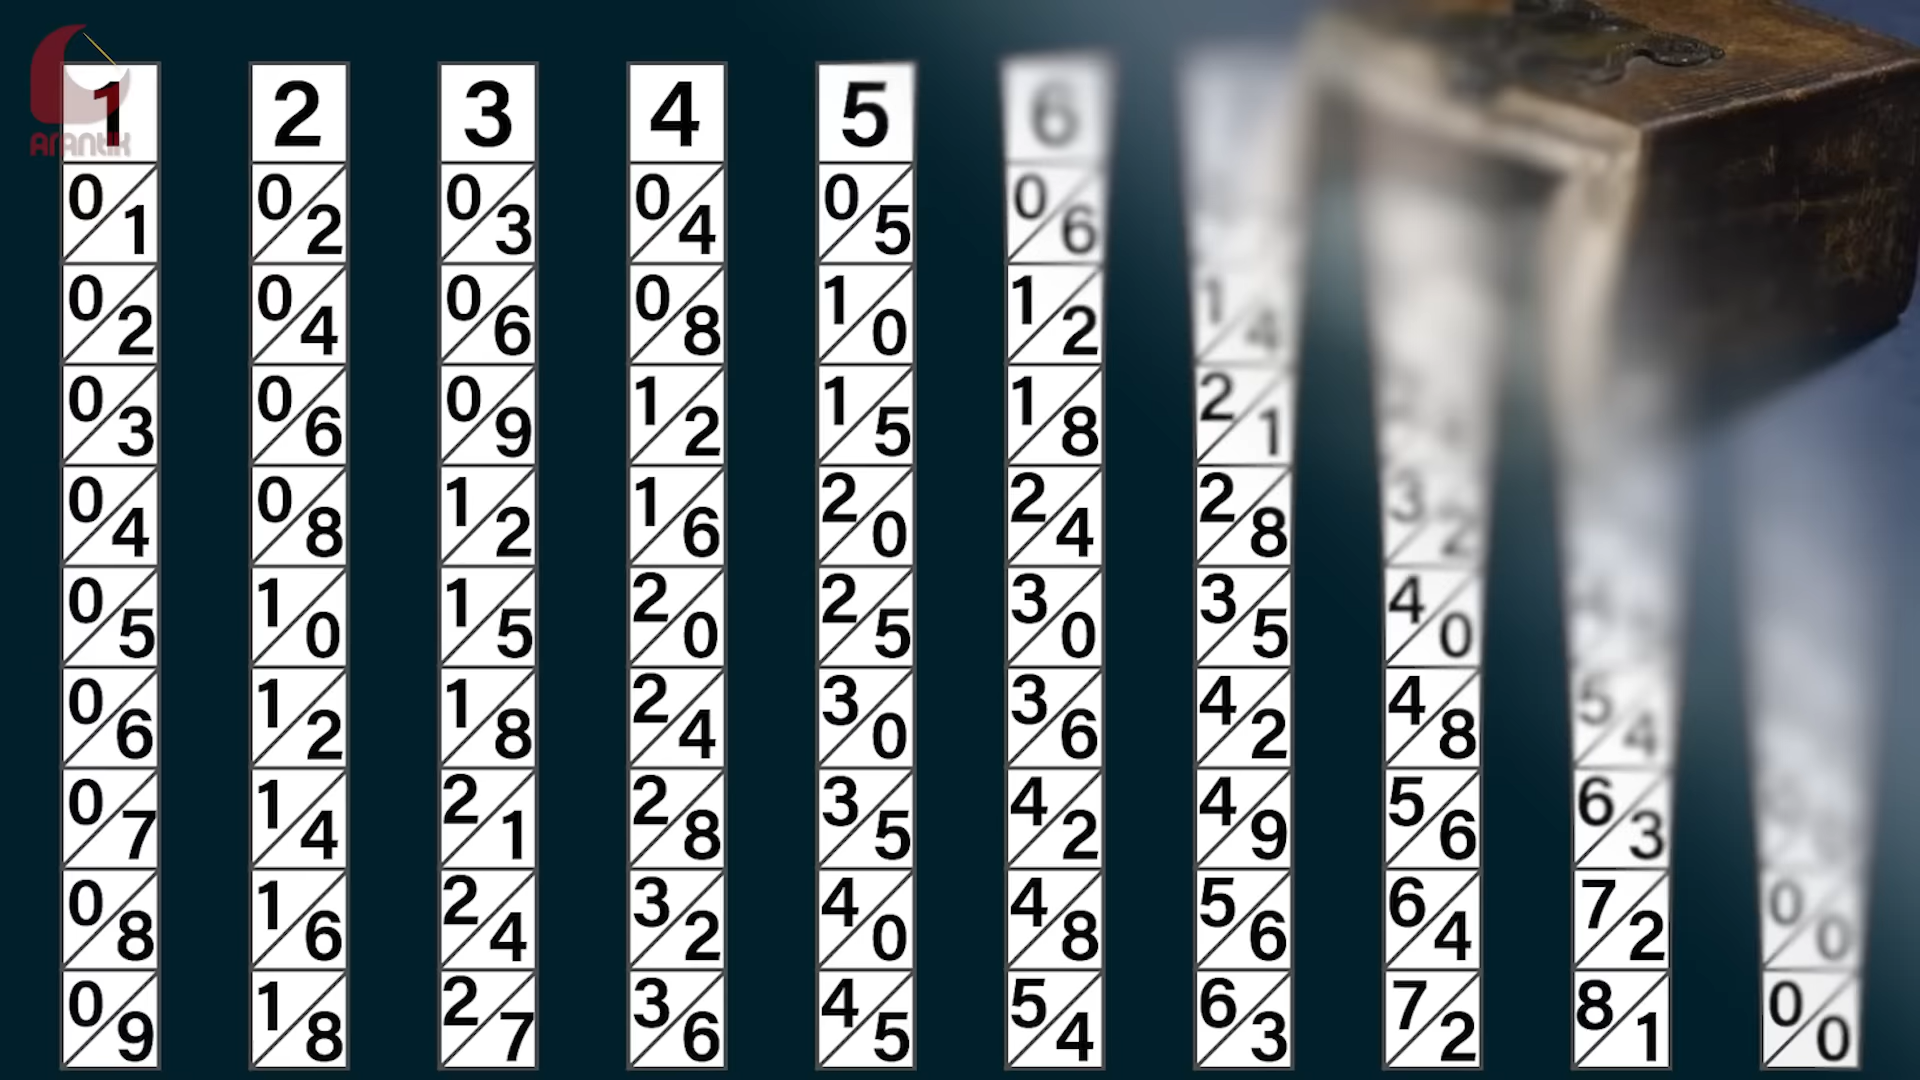 ARANTIK
1 2 3 4 5 6
0/1 0/2 0/3 0/4 0/5 0/6
0/2 0/4 0/6 0/8 1/0 1/2 1/4
0/3 0/6 0/9 1/2 1/5 1/8 2/1
0/4 0/8 1/2 1/6 2/0 2/4 2/8 3/2
0/5 1/0 1/5 2/0 2/5 3/0 3/5 4/0
0/6 1/2 1/8 2/4 3/0 3/6 4/2 4/8 5/4
0/7 1/4 2/1 2/8 3/5 4/2 4/9 5/6 6/3
0/8 1/6 2/4 3/2 4/0 4/8 5/6 6/4 7/2 0/0
0/9 1/8 2/7 3/6 4/5 5/4 6/3 7/2 8/1 0/0